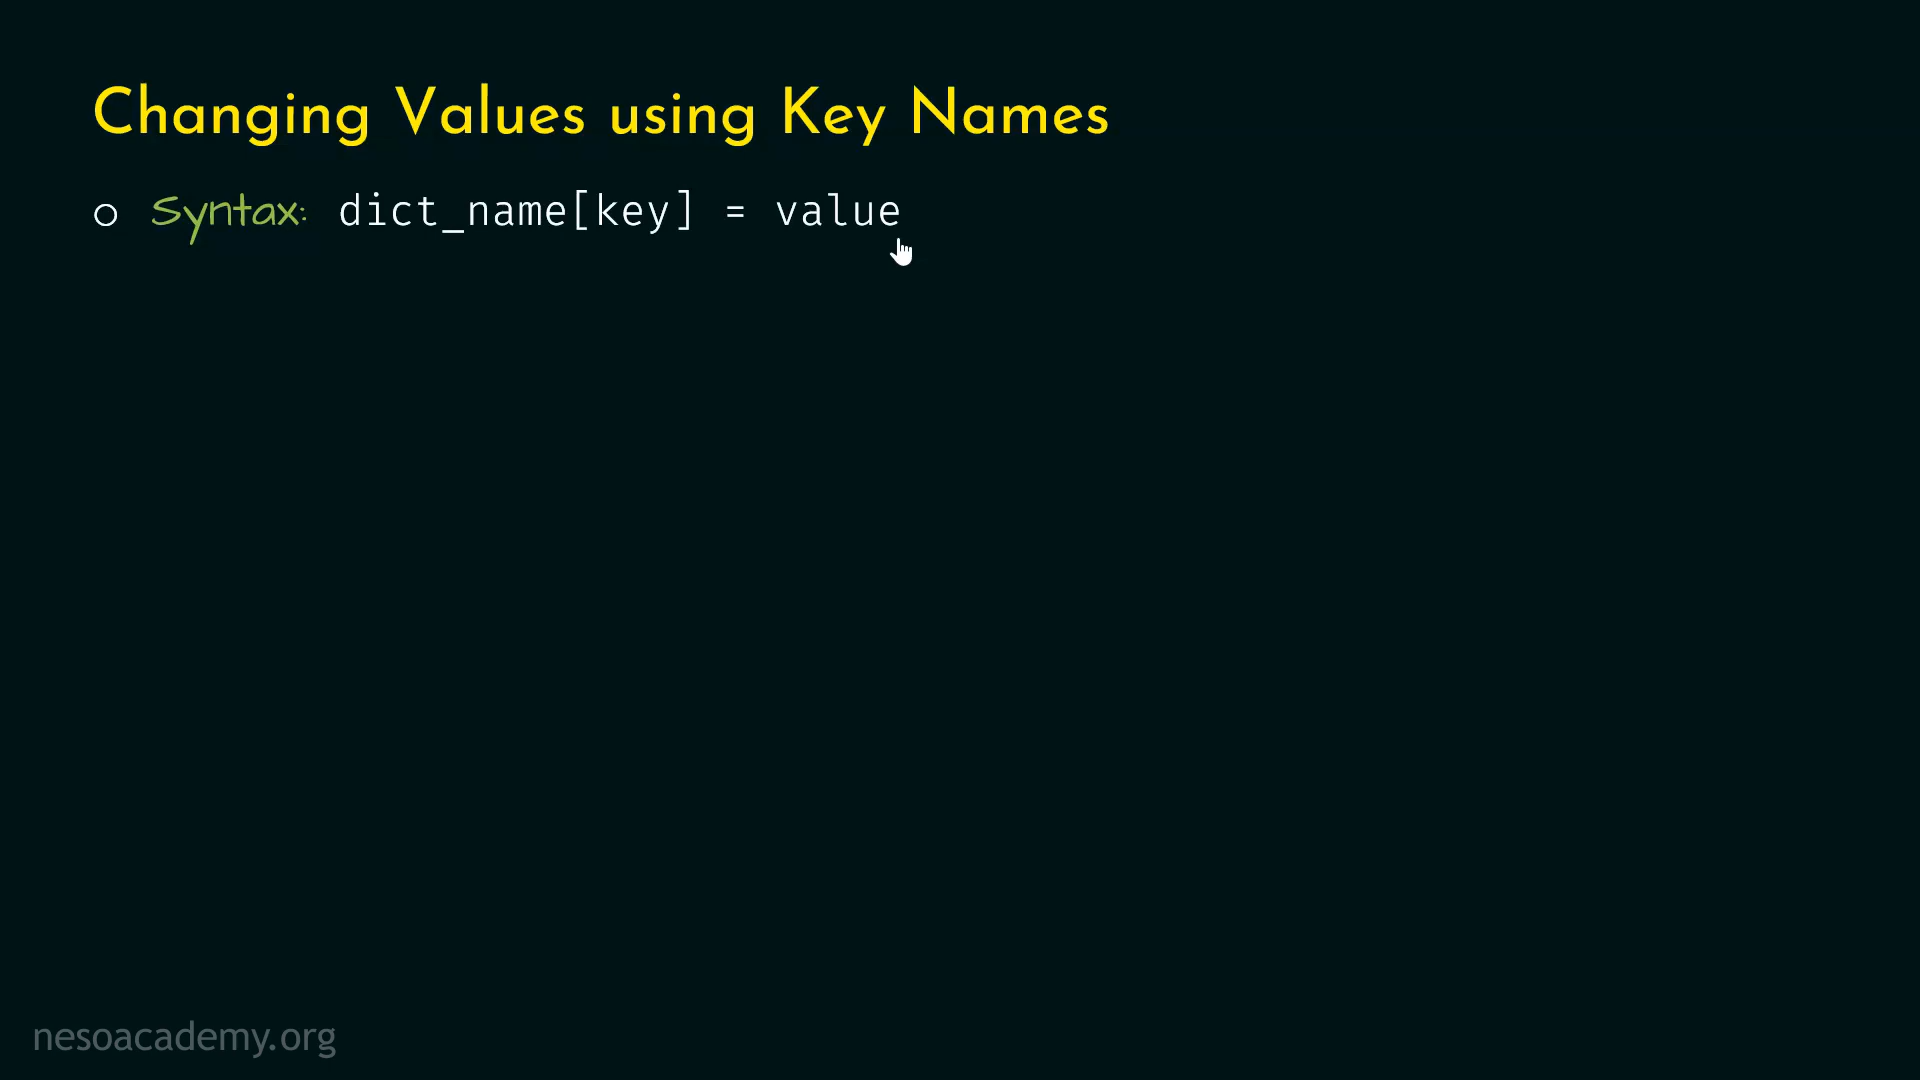 Changing Values using Key Names
Syntax: dict_name[key] = value
nesoacademy.org